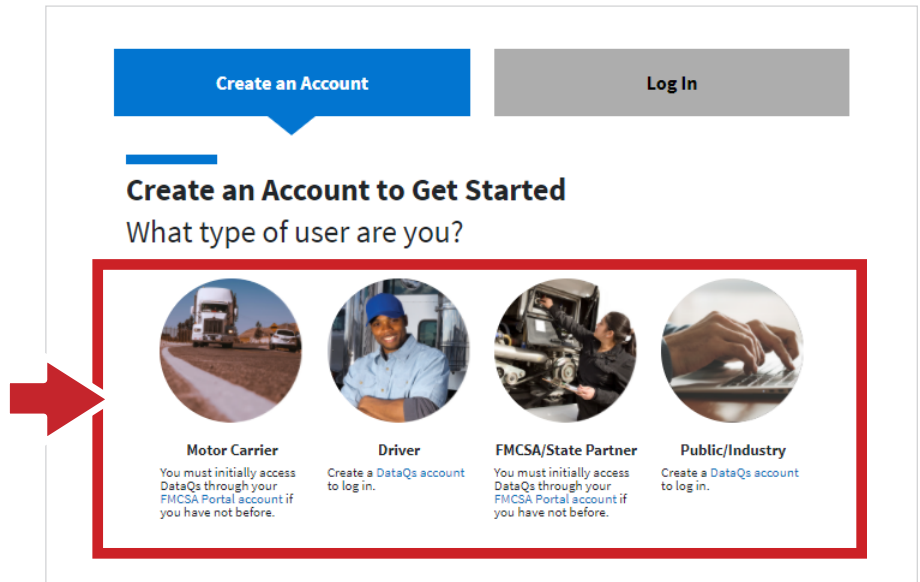 Create an Account
Log In
Create an Account to Get Started
What type of user are you?
Motor Carrier
You must initially access
DataQs through your
FMCSA Portal account if
you have not before.
Driver
Create a DataQs account
to log in.
FMCSA/State Partner
You must initially access
DataQs through your
FMCSA Portal account if
you have not before.
Public/Industry
Create a DataQs account
to log in.